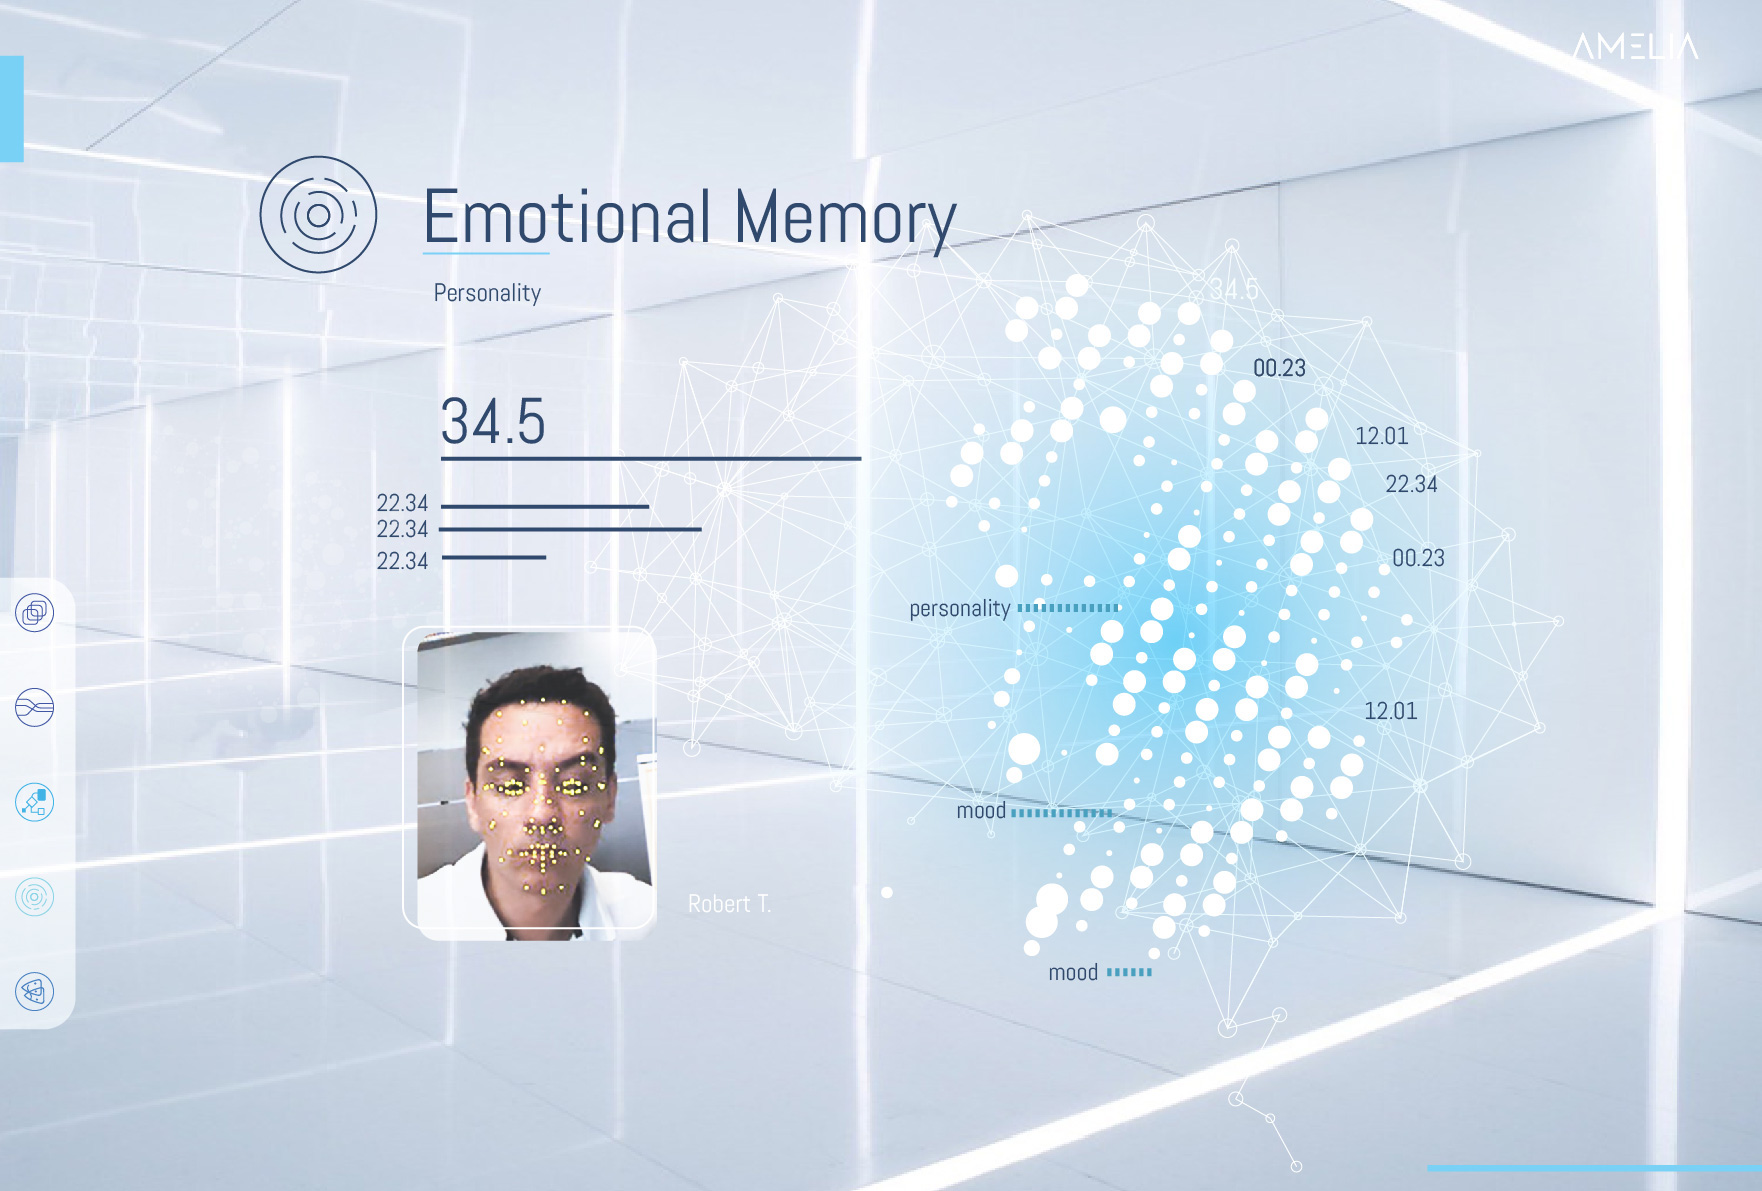 AMELIA
Emotional Memory
Personality
34.5
34.5
00.23
12.01
22.34
22.34
22.34
22.34
00.23
personality
12.01
mood
Robert T.
mood